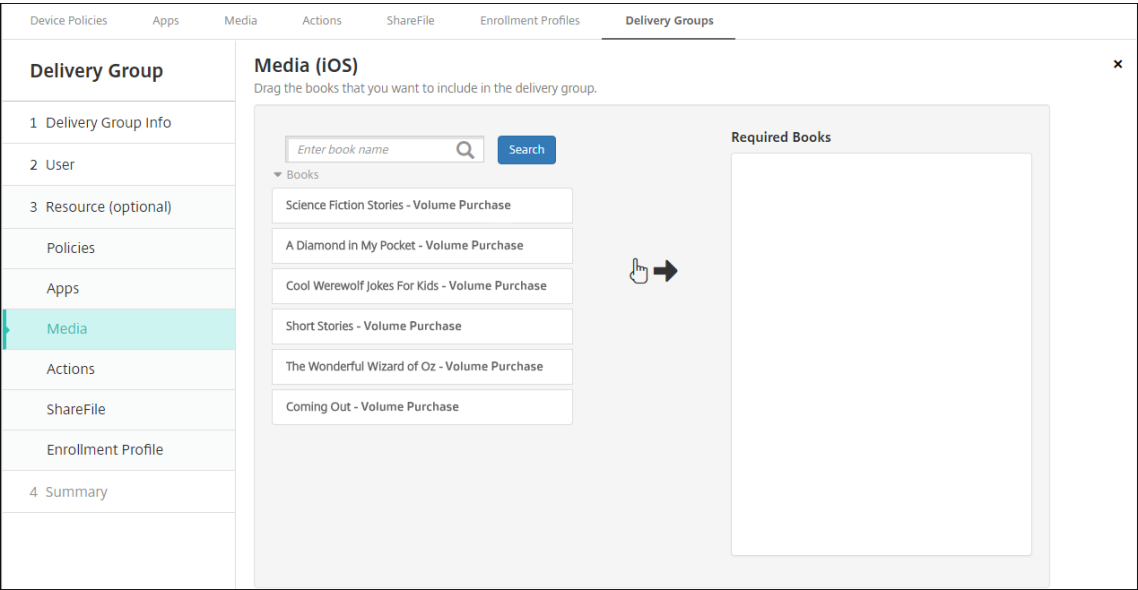 Device Policies Apps Media Actions ShareFile Enrollment Profiles Delivery Groups
Delivery Group
1 Delivery Group Info
2 User
3 Resource (optional)
Policies
Apps
Media
Actions
ShareFile
Enrollment Profile
4 Summary
Media (iOS)
Drag the books that you want to include in the delivery group.
Enter book name
Search
Books
Science Fiction Stories - Volume Purchase
A Diamond in My Pocket - Volume Purchase
Cool Werewolf Jokes For Kids - Volume Purchase
Short Stories - Volume Purchase
The Wonderful Wizard of Oz - Volume Purchase
Coming Out - Volume Purchase
Required Books